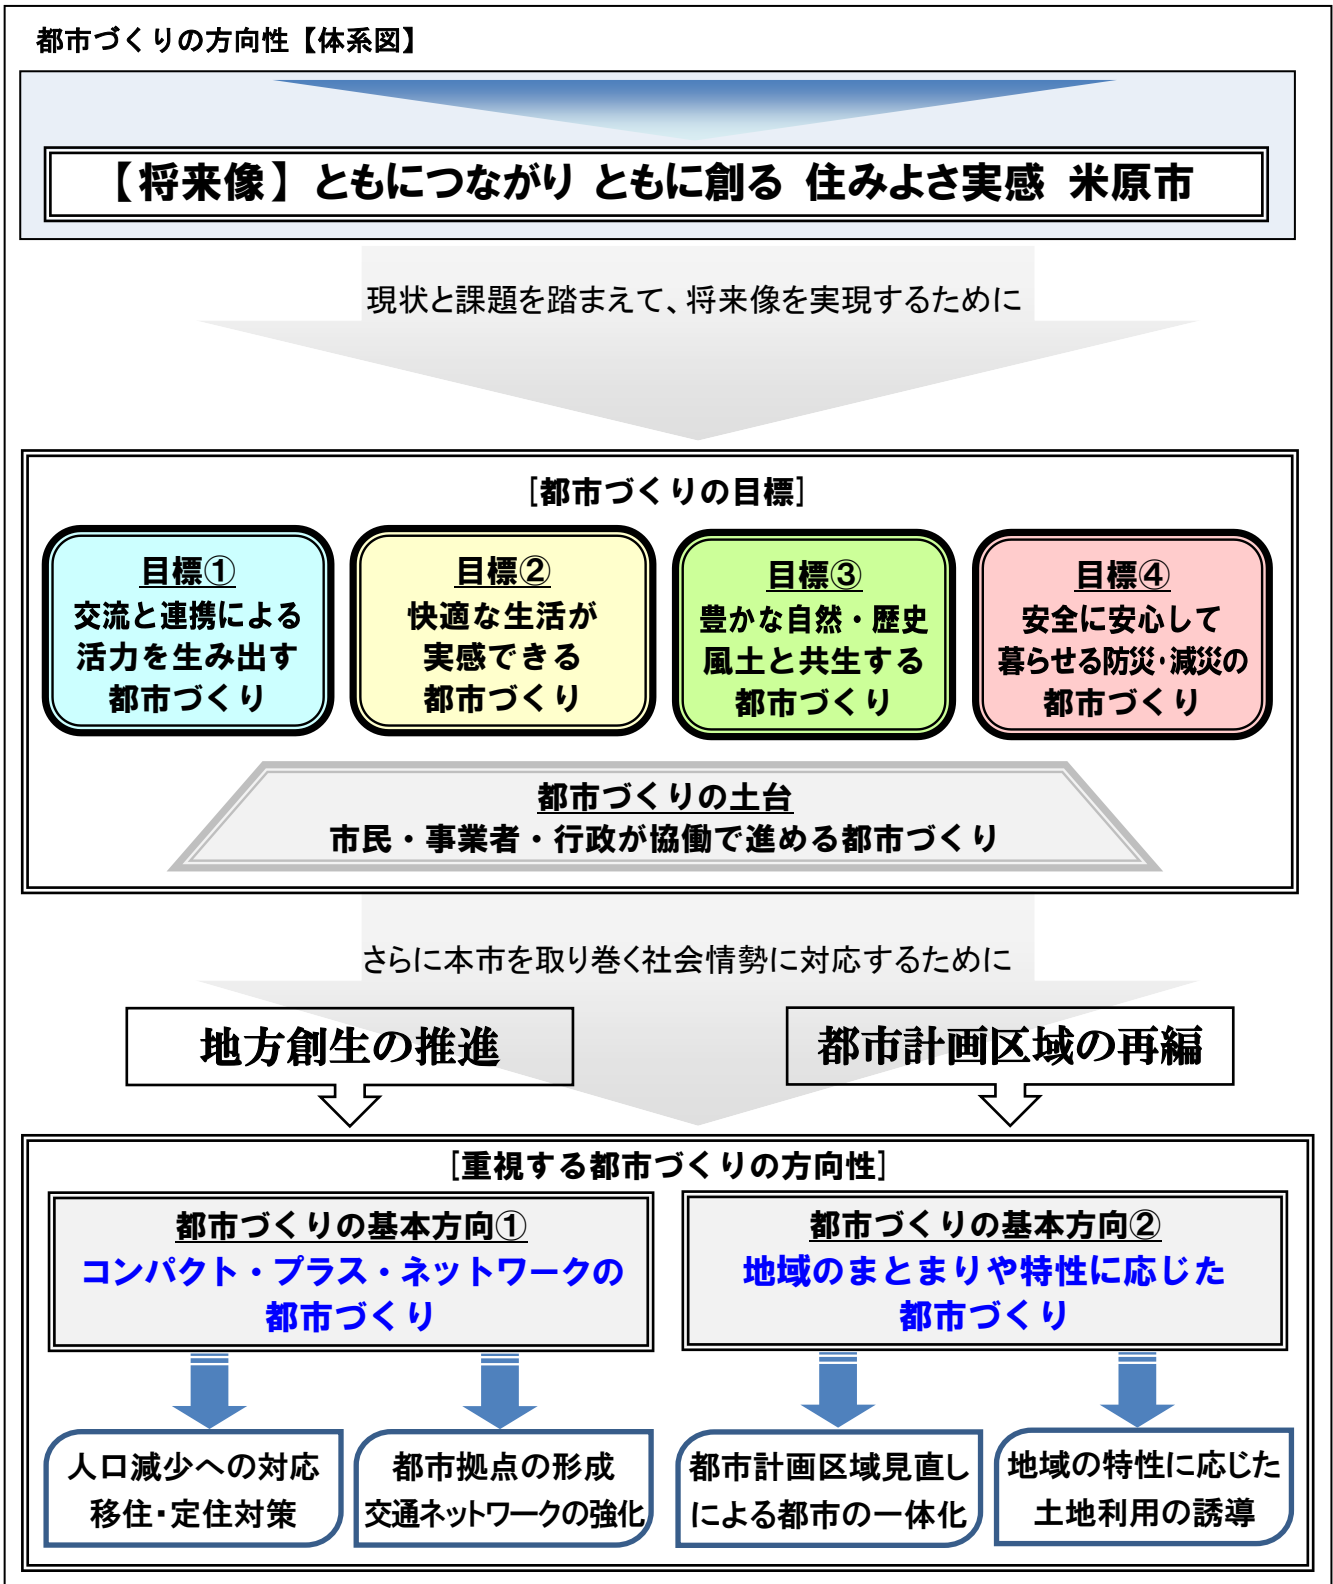 都市づくりの方向性【体系図】
【将来像】ともにつながり ともに創る 住みよさ実感 米原市
現状と課題を踏まえて、将来像を実現するために
[都市づくりの目標]
目標①
交流と連携による
活力を生み出す
都市づくり
目標②
快適な生活が
実感できる
都市づくり
目標③
豊かな自然・歴史
風土と共生する
都市づくり
目標④
安全に安心して
暮らせる防災・減災の
都市づくり
都市づくりの土台
市民・事業者・行政が協働で進める都市づくり
さらに本市を取り巻く社会情勢に対応するために
地方創生の推進
都市計画区域の再編
[重視する都市づくりの方向性]
都市づくりの基本方向①
コンパクト・プラス・ネットワークの
都市づくり
都市づくりの基本方向②
地域のまとまりや特性に応じた
都市づくり
人口減少への対応
移住・定住対策
都市拠点の形成
交通ネットワークの強化
都市計画区域見直し
による都市の一体化
地域の特性に応じた
土地利用の誘導